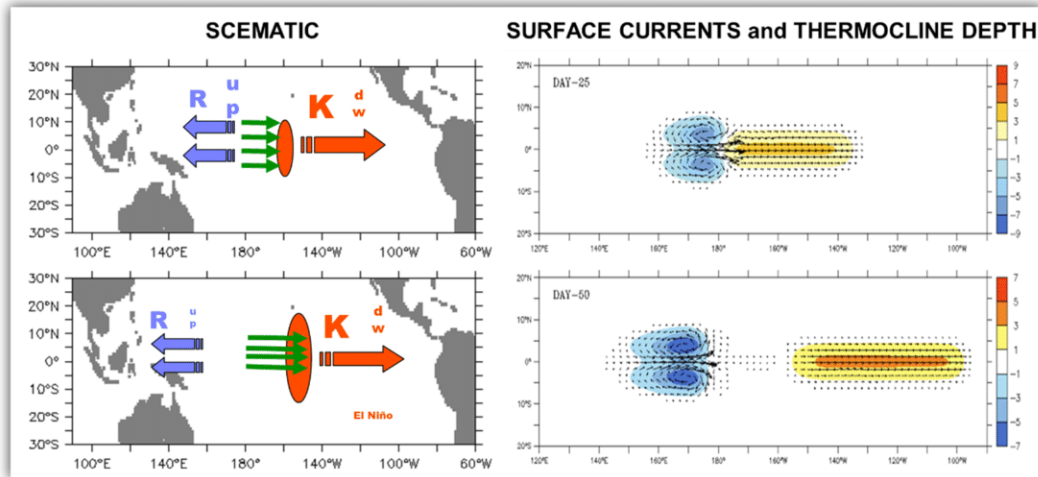 SCEMATIC
SURFACE CURRENTS and THERMOCLINE DEPTH
30°N
20°N
10°N
0°
10°S
20°S
30°S
R
u
p
K
d
w
100°E
140°E
180°
140°W
100°W
60°W
20°N
10°N
0°
10°S
20°S
DAY-25
120°E
140°E
160°E
180°
160°W
140°W
120°W
100°W
9
7
5
3
1
-1
-3
-5
-7
-9
30°N
20°N
10°N
0°
10°S
20°S
30°S
R
u
p
K
d
w
El Niño
100°E
140°E
180°
140°W
100°W
60°W
20°N
10°N
0°
10°S
20°S
DAY-50
120°E
140°E
160°E
180°
160°W
140°W
120°W
100°W
7
5
3
1
-1
-3
-5
-7